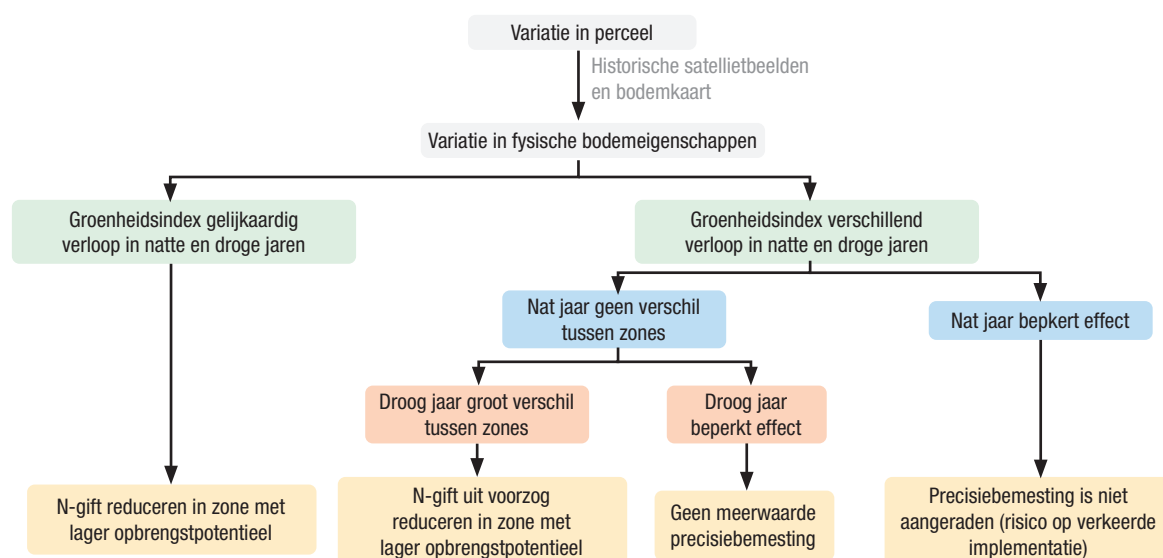 Variatie in perceel
Historische satellietbeelden
en bodemkaart
Variatie in fysische bodemeigenschappen
Groenheidsindex gelijkaardig
verloop in natte en droge jaren
Groenheidsindex verschillend
verloop in natte en droge jaren
Nat jaar geen verschil
tussen zones
Nat jaar bepkert effect
Droog jaar groot verschil
tussen zones
Droog jaar
beperkt effect
N-gift reduceren in zone met
lager opbrengstpotentieel
N-gift uit voorzog
reduceren in zone met
lager opbrengstpotentieel
Geen meerwaarde
precisiebemesting
Precisiebemesting is niet
aangeraden (risico op verkeerde
implementatie)